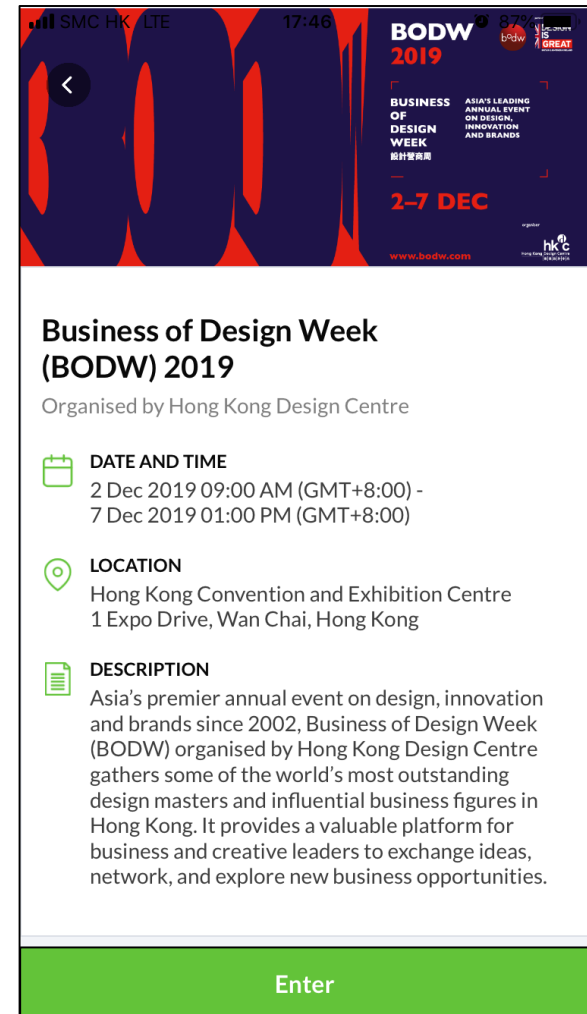 SMC HK LTE 17:46 87%
BODW
2019
bodw
DESIGN
IS
GREAT
BUSINESS
OF
DESIGN
WEEK
設計營商周
ASIA'S LEADING
ANNUAL EVENT
ON DESIGN,
INNOVATION
AND BRANDS
2–7 DEC
organiser
hkdc
Hong Kong Design Centre
www.bodw.com
Business of Design Week
(BODW) 2019
Organised by Hong Kong Design Centre
DATE AND TIME
2 Dec 2019 09:00 AM (GMT+8:00) -
7 Dec 2019 01:00 PM (GMT+8:00)
LOCATION
Hong Kong Convention and Exhibition Centre
1 Expo Drive, Wan Chai, Hong Kong
DESCRIPTION
Asia's premier annual event on design, innovation
and brands since 2002, Business of Design Week
(BODW) organised by Hong Kong Design Centre
gathers some of the world's most outstanding
design masters and influential business figures in
Hong Kong. It provides a valuable platform for
business and creative leaders to exchange ideas,
network, and explore new business opportunities.
Enter